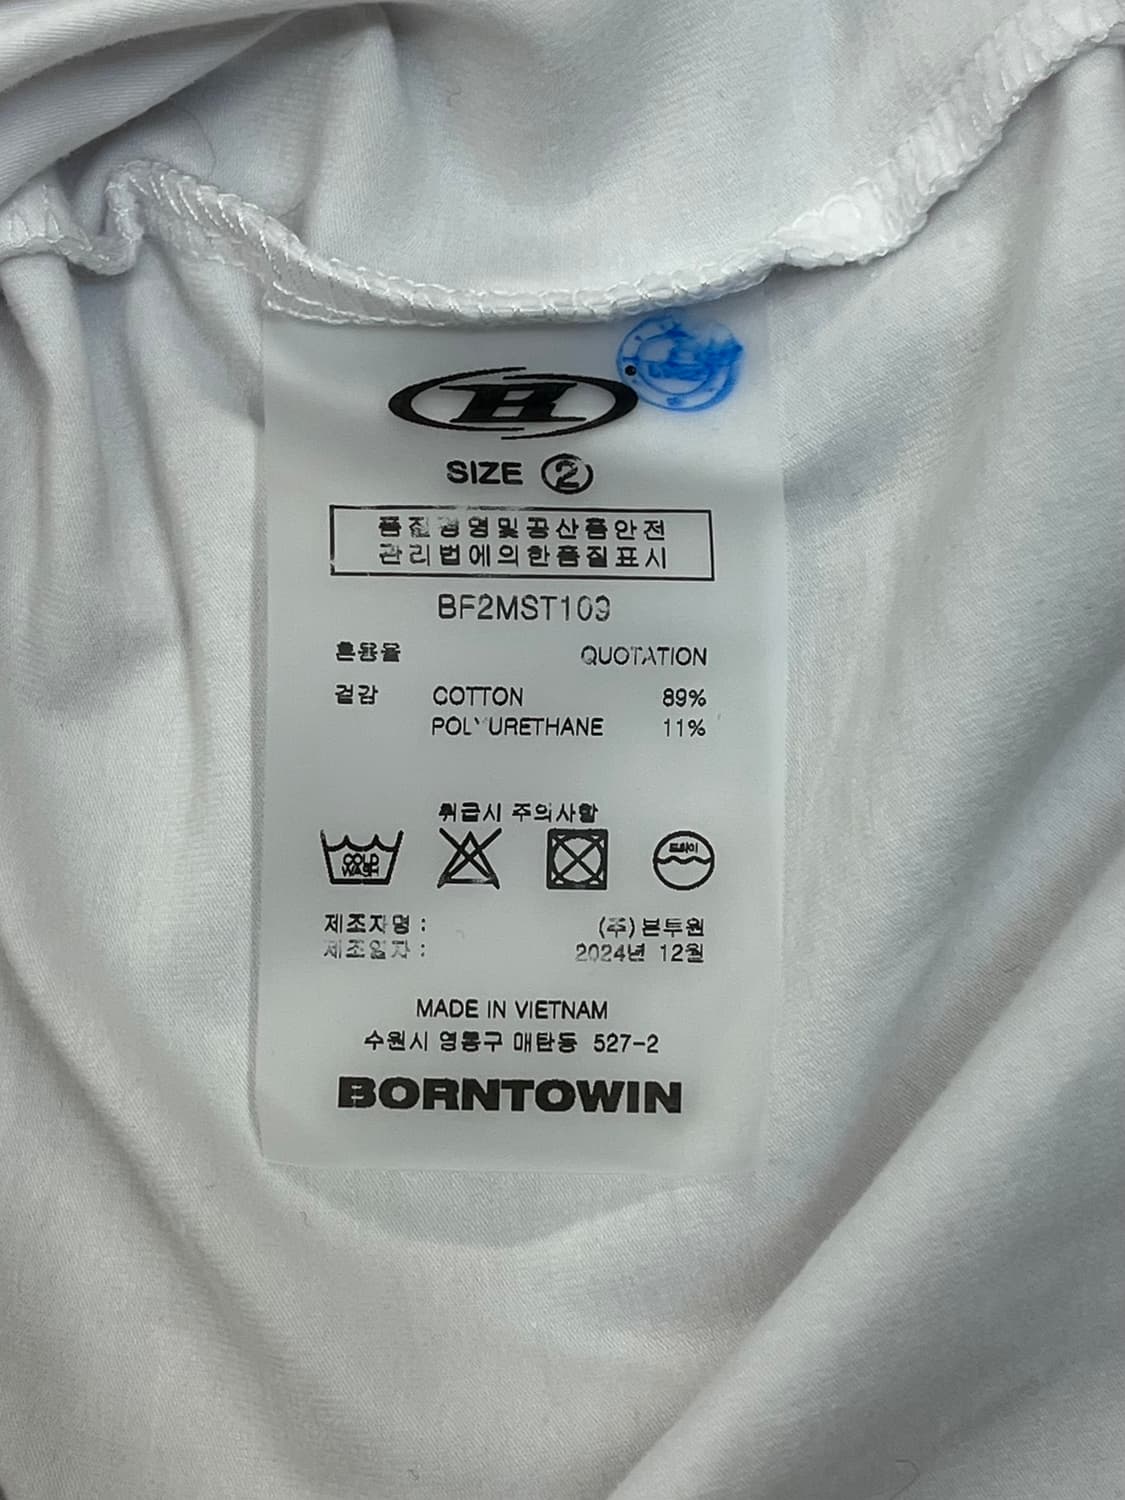 SIZE 2
품질경영및공산품안전
관리법에의한품질표시
BF2MST109
혼용율 QUOTATION
겉감 COTTON 89%
POLYURETHANE 11%
취급시 주의사항
COLD
WASH
드라이
제조자명 : (주)본투윈
제조일자 : 2024년 12월
MADE IN VIETNAM
수원시 영통구 매탄동 527-2
BORNTOWIN